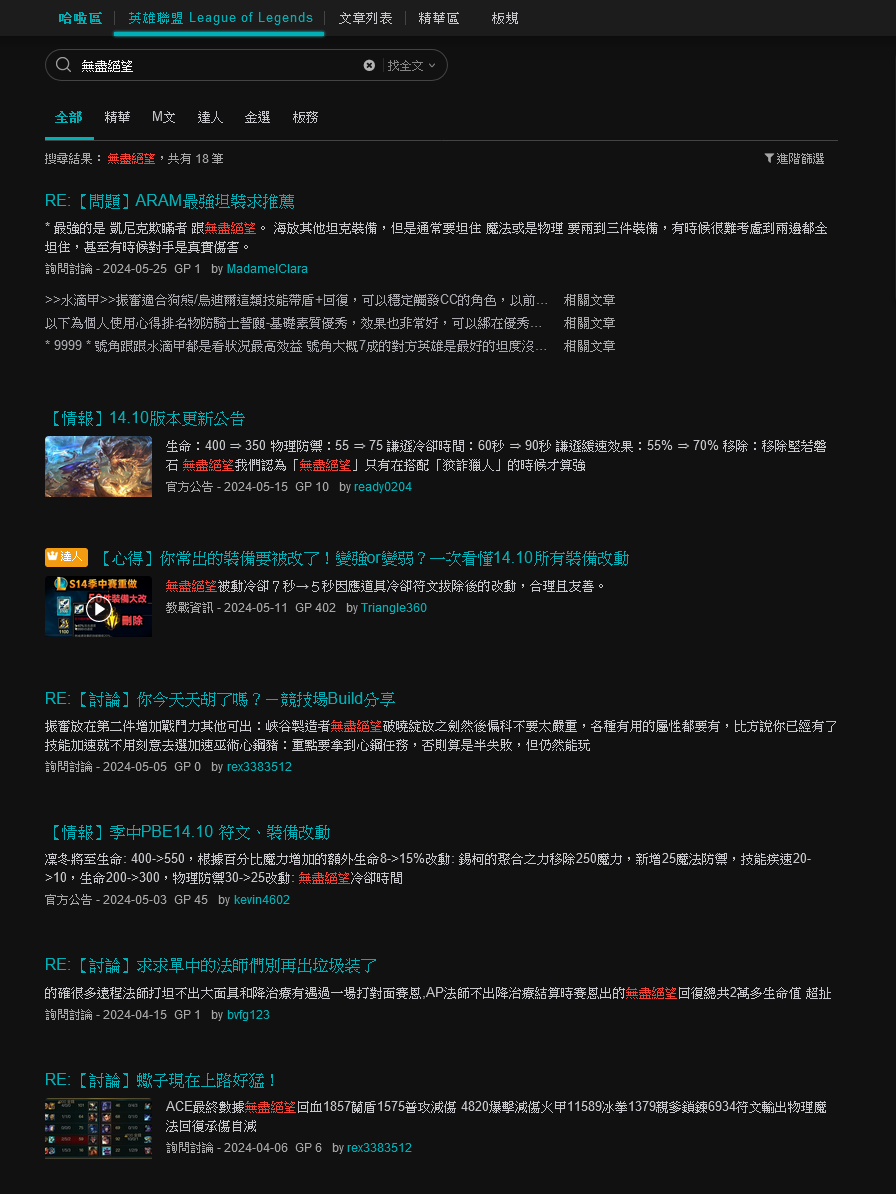 哈啦區 英雄聯盟 League of Legends 文章列表 精華區 板規
無盡絕望 找全文
全部 精華 M文 達人 金選 板務
搜尋結果：無盡絕望，共有 18 筆 進階篩選
RE:【問題】ARAM最強坦裝求推薦
* 最強的是 凱尼克欺瞞者 跟無盡絕望。 海放其他坦克裝備，但是通常要坦住 魔法或是物理 要兩到三件裝備，有時候很難考慮到兩邊都全
坦住，甚至有時候對手是真實傷害。
詢問討論 - 2024-05-25 GP 1 by MadamelClara
>>水滴甲>>振奮適合狗熊/烏迪爾這類技能帶盾+回復，可以穩定觸發CC的角色，以前… 相關文章
以下為個人使用心得排名物防騎士誓願-基礎素質優秀，效果也非常好，可以綁在優秀… 相關文章
* 9999 * 號角跟跟水滴甲都是看狀況最高效益 號角大概7成的對方英雄是最好的坦度沒… 相關文章
【情報】14.10版本更新公告
生命：400 ⇒ 350 物理防禦：55 ⇒ 75 謙遜冷卻時間：60秒 ⇒ 90秒 謙遜緩速效果：55% ⇒ 70% 移除：移除堅若磐
石 無盡絕望我們認為「無盡絕望」只有在搭配「狡詐獵人」的時候才算強
官方公告 - 2024-05-15 GP 10 by ready0204
達人 【心得】你常出的裝備要被改了！變強or變弱？一次看懂14.10所有裝備改動
S14季中賽重做
50件裝備大改
刪除
1100
無盡絕望被動冷卻７秒→５秒因應道具冷卻符文拔除後的改動，合理且友善。
教戰資訊 - 2024-05-11 GP 402 by Triangle360
RE:【討論】你今天天胡了嗎？－競技場Build分享
振奮放在第二件增加戰鬥力其他可出：峽谷製造者無盡絕望破曉綻放之劍然後偏科不要太嚴重，各種有用的屬性都要有，比方說你已經有了
技能加速就不用刻意去選加速巫術心鋼豬：重點要拿到心鋼任務，否則算是半失敗，但仍然能玩
詢問討論 - 2024-05-05 GP 0 by rex3383512
【情報】季中PBE14.10 符文、裝備改動
凜冬將至生命: 400->550，根據百分比魔力增加的額外生命8->15%改動: 錫柯的聚合之力移除250魔力，新增25魔法防禦，技能疾速20-
>10，生命200->300，物理防禦30->25改動: 無盡絕望冷卻時間
官方公告 - 2024-05-03 GP 45 by kevin4602
RE:【討論】求求單中的法師們別再出垃圾裝了
的確很多遠程法師打坦不出大面具和降治療有遇過一場打對面賽恩,AP法師不出降治療結算時賽恩出的無盡絕望回復總共2萬多生命值 超扯
詢問討論 - 2024-04-15 GP 1 by bvfg123
RE:【討論】蠍子現在上路好猛！
ACE最終數據無盡絕望回血1857蘭盾1575普攻減傷 4820爆擊減傷火甲11589冰拳1379親爹鎖鍊6934符文輸出物理魔
法回復承傷自減
詢問討論 - 2024-04-06 GP 6 by rex3383512